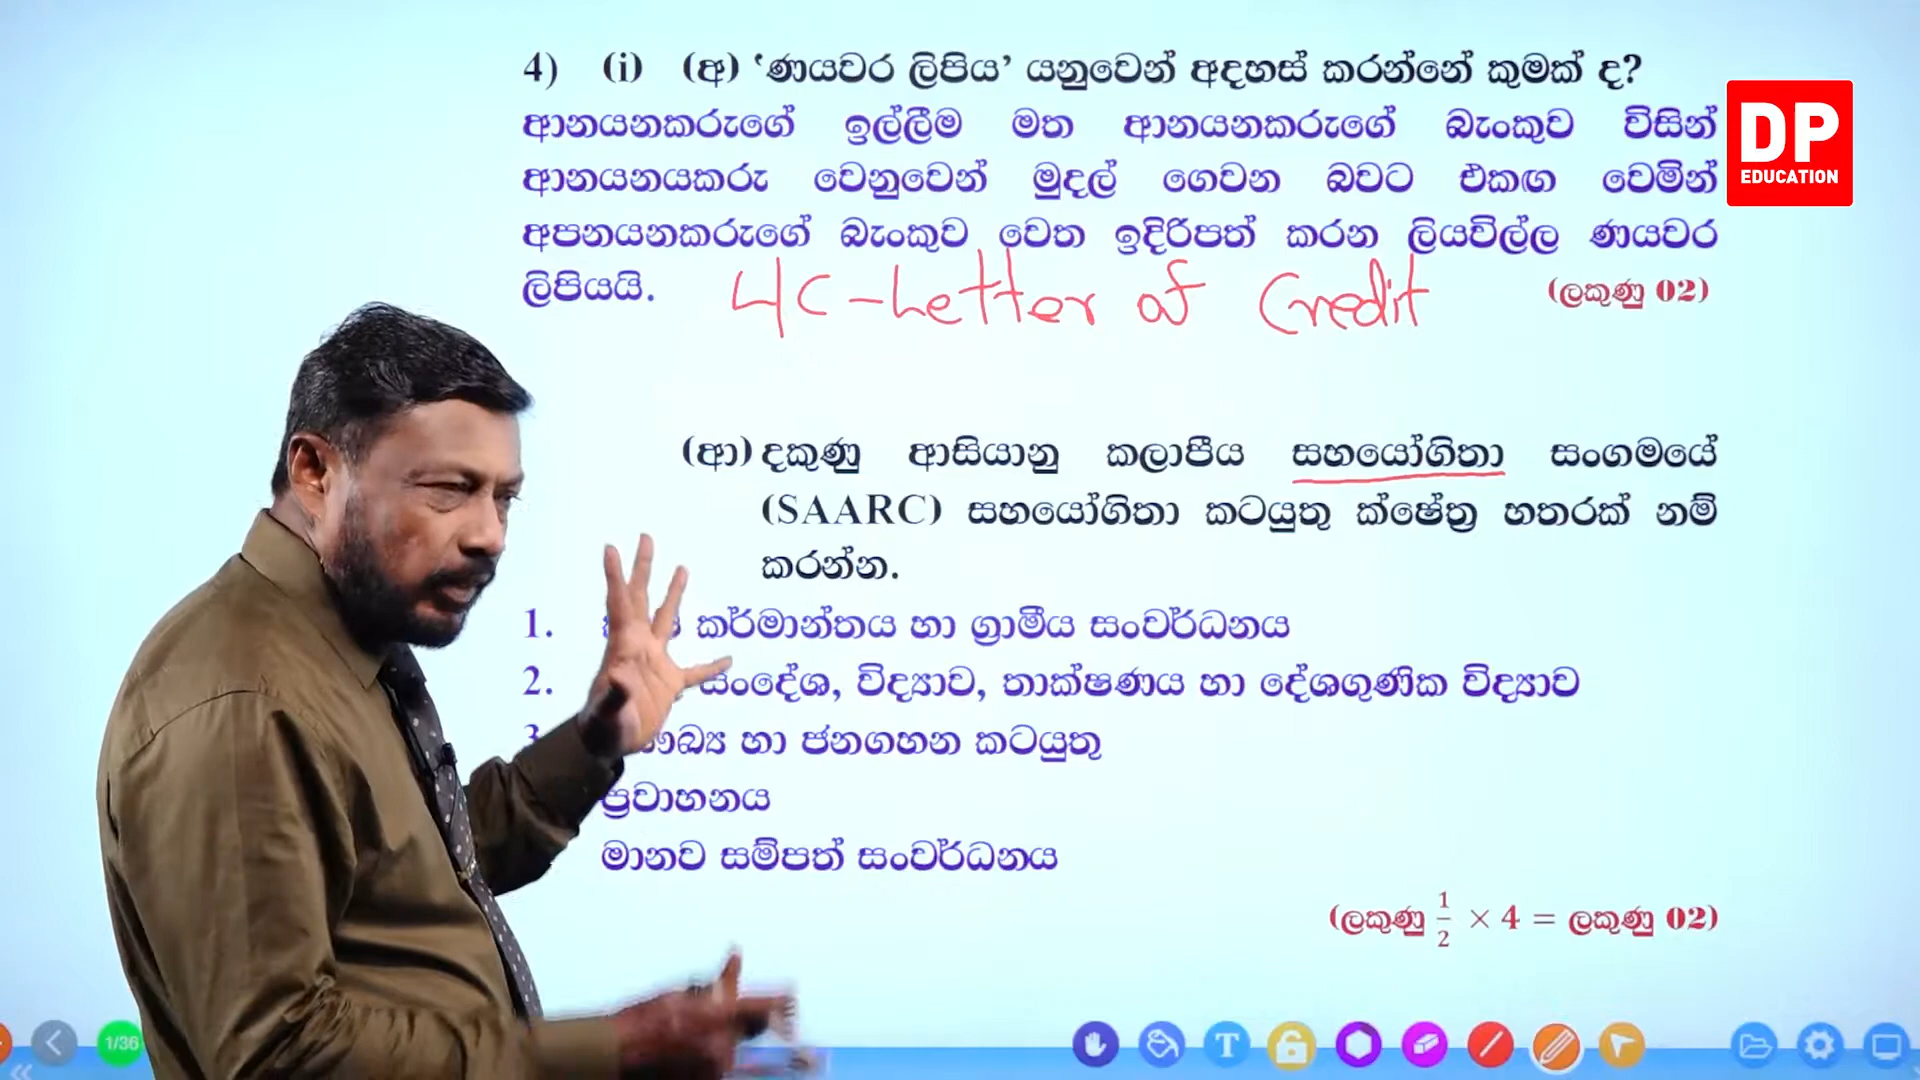 4) (i) (අ) ‘ණයවර ලිපිය’ යනුවෙන් අදහස් කරන්නේ කුමක් ද?
ආනයනකරුගේ ඉල්ලීම මත ආනයනකරුගේ බැංකුව විසින්
ආනයනයකරු වෙනුවෙන් මුදල් ගෙවන බවට එකඟ වෙමින්
අපනයනකරුගේ බැංකුව වෙත ඉදිරිපත් කරන ලියවිල්ල ණයවර
ලිපියයි. (ලකුණු 02)
LC - Letter of Credit
DP
EDUCATION
(ආ) දකුණු ආසියානු කලාපීය සහයෝගිතා සංගමයේ
(SAARC) සහයෝගිතා කටයුතු ක්ෂේත්‍ර හතරක් නම්
කරන්න.
1. කර්මාන්තය හා ග්‍රාමීය සංවර්ධනය
2. සංදේශ, විද්‍යාව, තාක්ෂණය හා දේශගුණික විද්‍යාව
හා ජනගහන කටයුතු
ප්‍රවාහනය
මානව සම්පත් සංවර්ධනය
(ලකුණු 1/2 × 4 = ලකුණු 02)
1/36
T